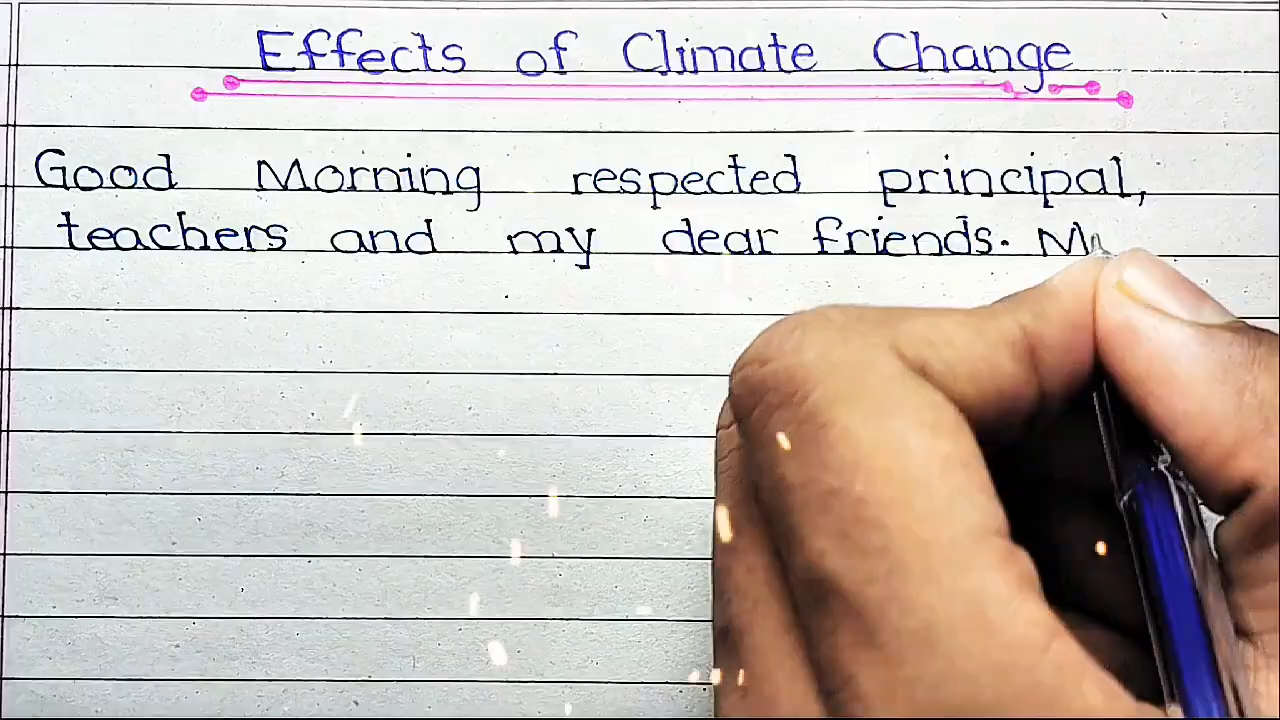 Effects of Climate Change
Good Morning respected principal,
teachers and my dear friends.